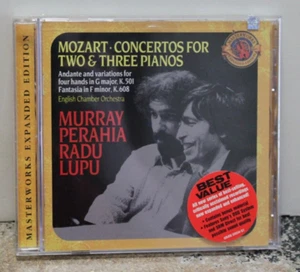 MASTERWORKS EXPANDED EDITION
MOZART · CONCERTOS FOR
TWO & THREE PIANOS
Andante and variations for
four hands in G major, K.501
Fantasia in F minor, K.608
English Chamber Orchestra
MURRAY
PERAHIA
RADU
LUPU
BEST
VALUE